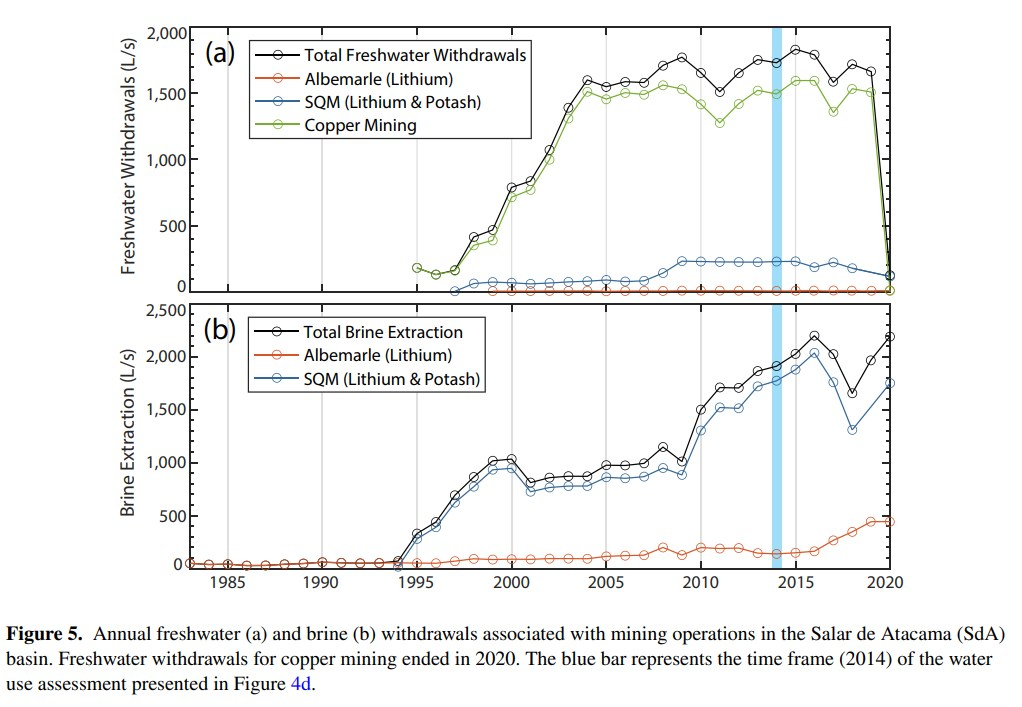 2,000
1,500
1,000
500
0
Freshwater Withdrawals (L/s)
(a)
Total Freshwater Withdrawals
Albemarle (Lithium)
SQM (Lithium & Potash)
Copper Mining
2,500
2,000
1,500
1,000
500
0
Brine Extraction (L/s)
(b)
Total Brine Extraction
Albemarle (Lithium)
SQM (Lithium & Potash)
1985 1990 1995 2000 2005 2010 2015 2020
Figure 5. Annual freshwater (a) and brine (b) withdrawals associated with mining operations in the Salar de Atacama (SdA)
basin. Freshwater withdrawals for copper mining ended in 2020. The blue bar represents the time frame (2014) of the water
use assessment presented in Figure 4d.